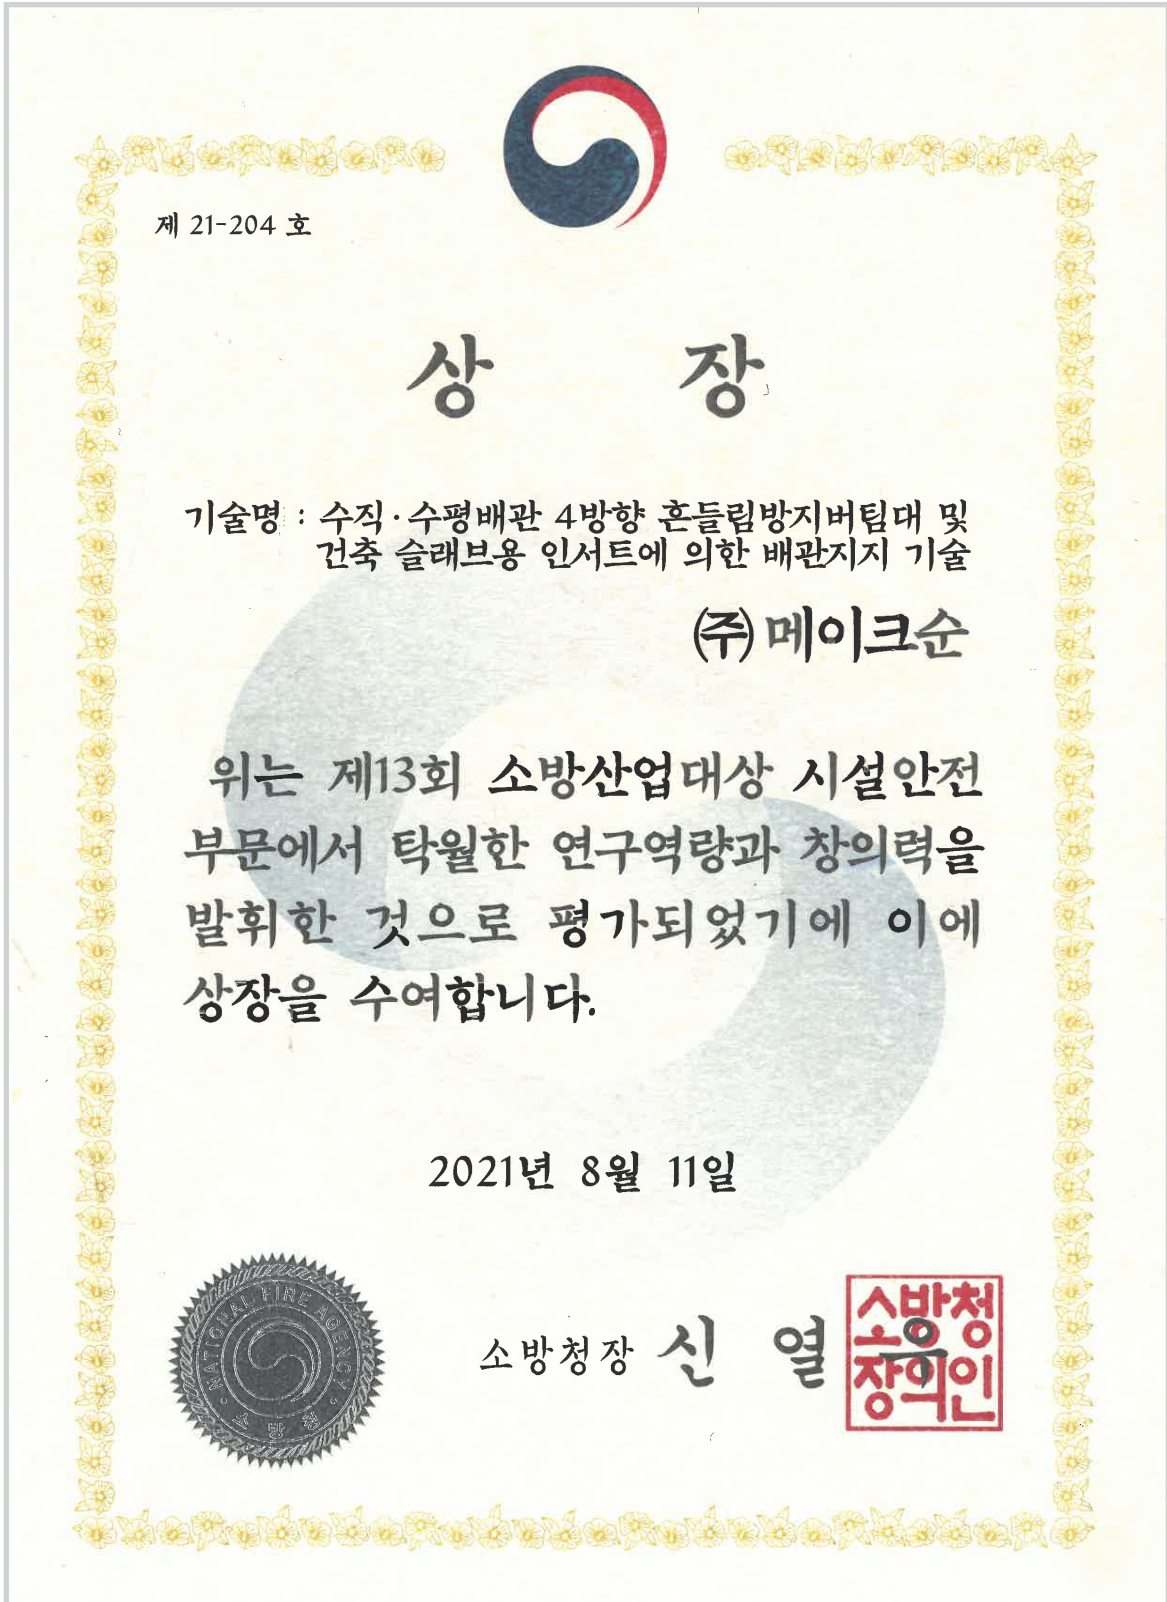 제 21-204 호
상 장
기술명 : 수직·수평배관 4방향 흔들림방지버팀대 및
건축 슬래브용 인서트에 의한 배관지지 기술
㈜메이크순
위는 제13회 소방산업대상 시설안전
부문에서 탁월한 연구역량과 창의력을
발휘한 것으로 평가되었기에 이에
상장을 수여합니다.
2021년 8월 11일
NATIONAL FIRE AGENCY
소방청
소방청장 신 열 우
소방청
장의인